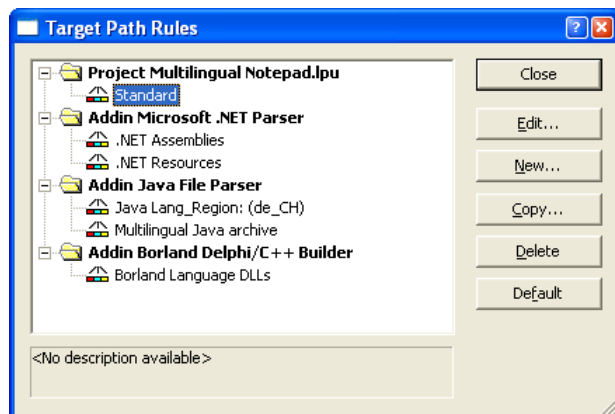 Target Path Rules
Project Multilingual Notepad.lpu
Standard
Addin Microsoft .NET Parser
.NET Assemblies
.NET Resources
Addin Java File Parser
Java Lang_Region: (de_CH)
Multilingual Java archive
Addin Borland Delphi/C++ Builder
Borland Language DLLs
<No description available>
Close
Edit...
New...
Copy...
Delete
Default